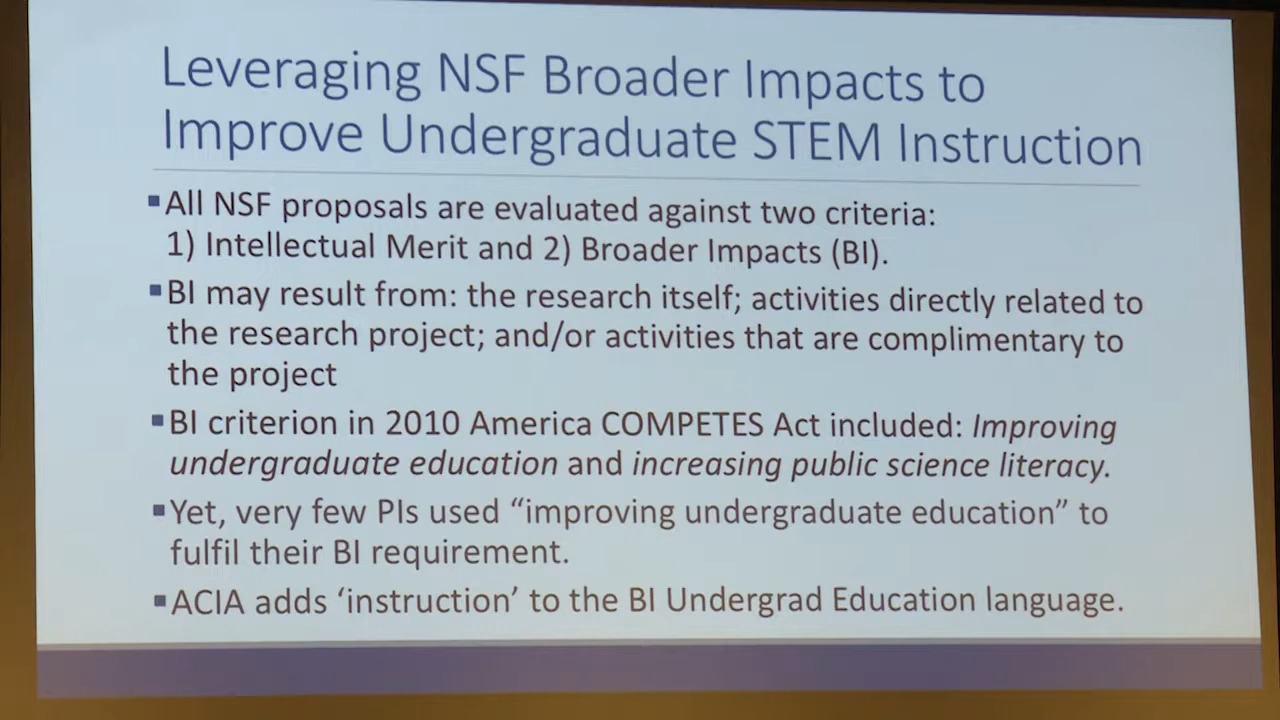 Leveraging NSF Broader Impacts to
Improve Undergraduate STEM Instruction
▪All NSF proposals are evaluated against two criteria:
1) Intellectual Merit and 2) Broader Impacts (BI).
▪BI may result from: the research itself; activities directly related to
the research project; and/or activities that are complimentary to
the project
▪BI criterion in 2010 America COMPETES Act included: Improving
undergraduate education and increasing public science literacy.
▪Yet, very few PIs used “improving undergraduate education” to
fulfil their BI requirement.
▪ACIA adds ‘instruction’ to the BI Undergrad Education language.